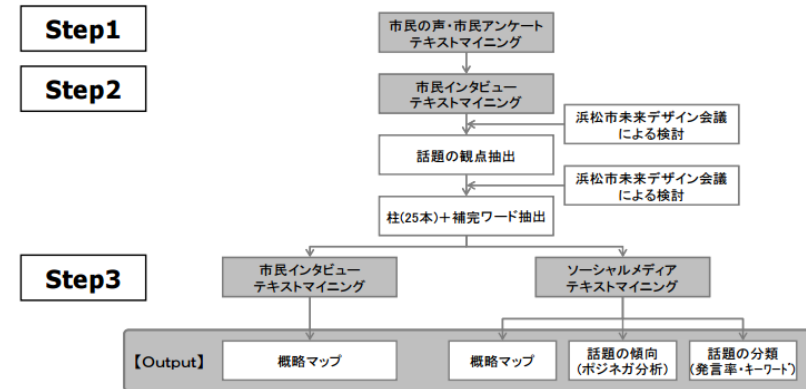 Step1
市民の声・市民アンケート
テキストマイニング
Step2
市民インタビュー
テキストマイニング
浜松市未来デザイン会議
による検討
話題の観点抽出
浜松市未来デザイン会議
による検討
柱(25本)＋補完ワード抽出
Step3
市民インタビュー
テキストマイニング
ソーシャルメディア
テキストマイニング
【Output】
概略マップ
概略マップ
話題の傾向
(ポジネガ分析)
話題の分類
(発言率・キーワード)